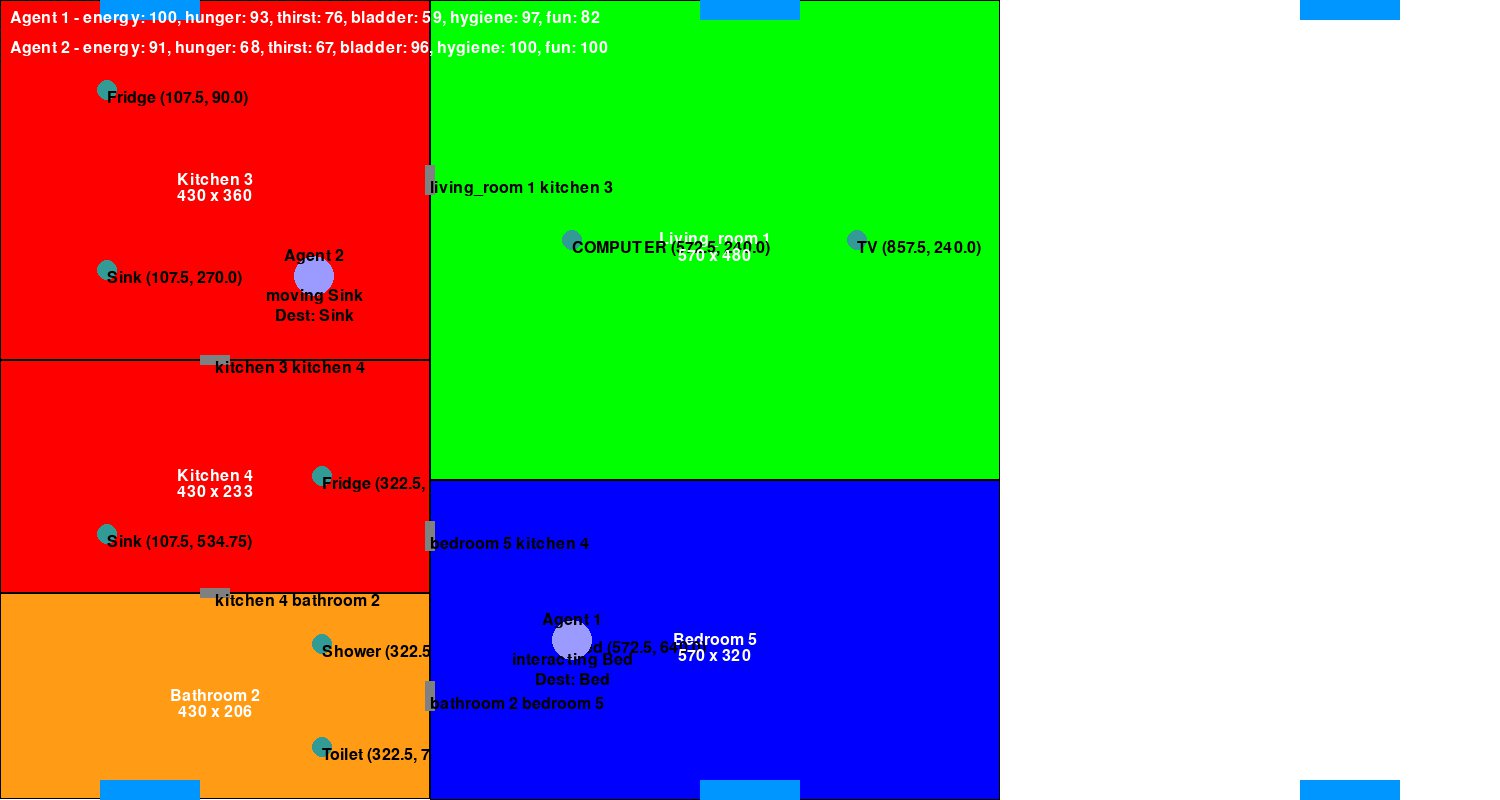 Agent 1 - energy: 100, hunger: 93, thirst: 76, bladder: 59, hygiene: 97, fun: 82
Agent 2 - energy: 91, hunger: 68, thirst: 67, bladder: 96, hygiene: 100, fun: 100
Fridge (107.5, 90.0)
Kitchen 3
430 x 360
living_room 1 kitchen 3
Agent 2
Sink (107.5, 270.0)
moving Sink
Dest: Sink
Living_room 1
COMPUTER (572.5, 240.0)
570 x 480
TV (857.5, 240.0)
kitchen 3 kitchen 4
Kitchen 4
430 x 233
Fridge (322.5,
Sink (107.5, 534.75)
bedroom 5 kitchen 4
kitchen 4 bathroom 2
Agent 1
Shower (322.5
Bedroom 5
570 x 320
interacting Bed
Dest: Bed
Bathroom 2
430 x 206
bathroom 2 bedroom 5
Toilet (322.5, 7